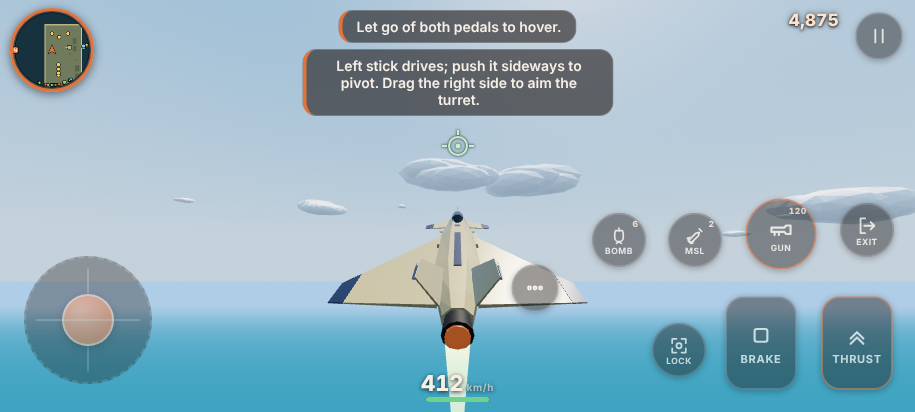 Let go of both pedals to hover.
4,875
Left stick drives; push it sideways to
pivot. Drag the right side to aim the
turret.
6
BOMB
2
MSL
120
GUN
EXIT
LOCK
BRAKE
THRUST
412 km/h